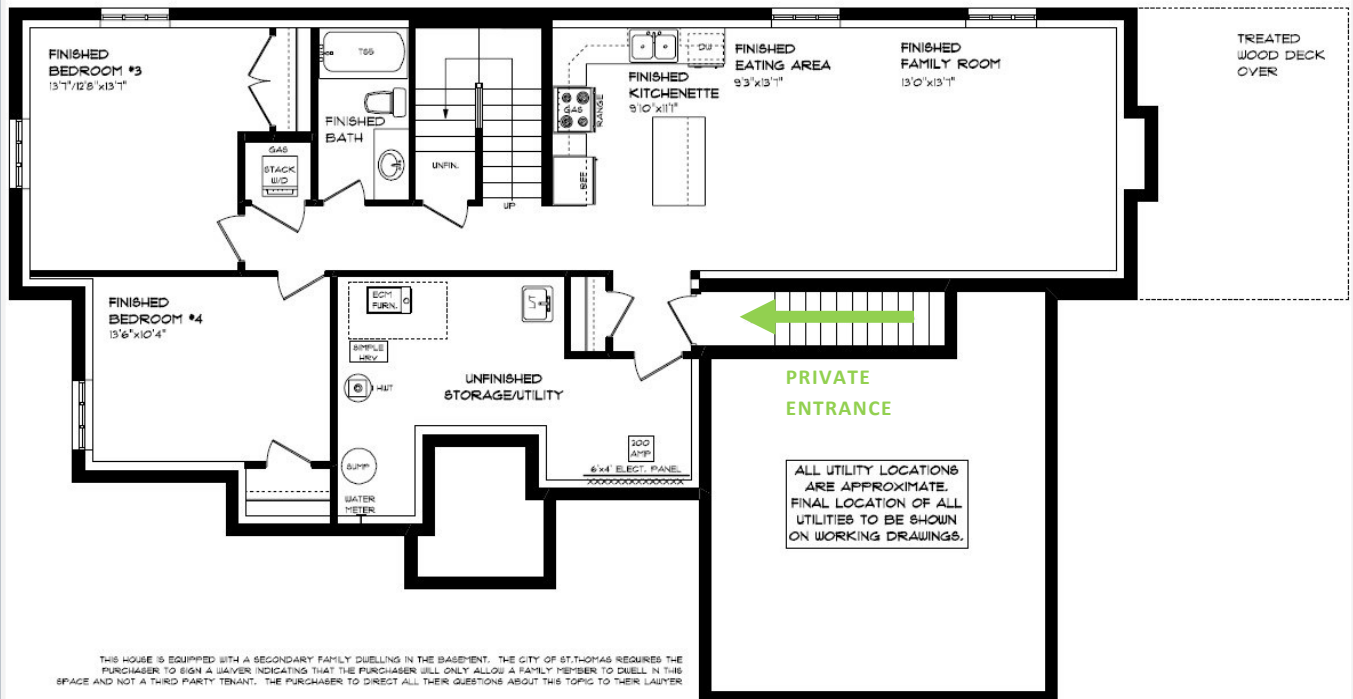 FINISHED
BEDROOM #3
13'7"/12'8"x13'7"
T&S
FINISHED
BATH
GAS
STACK
W/D
UNFIN.
UP
DW
FINISHED
KITCHENETTE
9'10"x11'1"
GAS
RANGE
REF
FINISHED
EATING AREA
9'3"x13'7"
FINISHED
FAMILY ROOM
13'0"x13'7"
TREATED
WOOD DECK
OVER
FINISHED
BEDROOM #4
13'6"x10'4"
ECM
FURN.
SIMPLE
HRV
HWT
UNFINISHED
STORAGE/UTILITY
SUMP
WATER
METER
200
AMP
6'x4' ELECT. PANEL
PRIVATE
ENTRANCE
ALL UTILITY LOCATIONS
ARE APPROXIMATE.
FINAL LOCATION OF ALL
UTILITIES TO BE SHOWN
ON WORKING DRAWINGS.
THIS HOUSE IS EQUIPPED WITH A SECONDARY FAMILY DWELLING IN THE BASEMENT. THE CITY OF ST.THOMAS REQUIRES THE
PURCHASER TO SIGN A WAIVER INDICATING THAT THE PURCHASER WILL ONLY ALLOW A FAMILY MEMBER TO DWELL IN THIS
SPACE AND NOT A THIRD PARTY TENANT. THE PURCHASER TO DIRECT ALL THEIR QUESTIONS ABOUT THIS TOPIC TO THEIR LAWYER